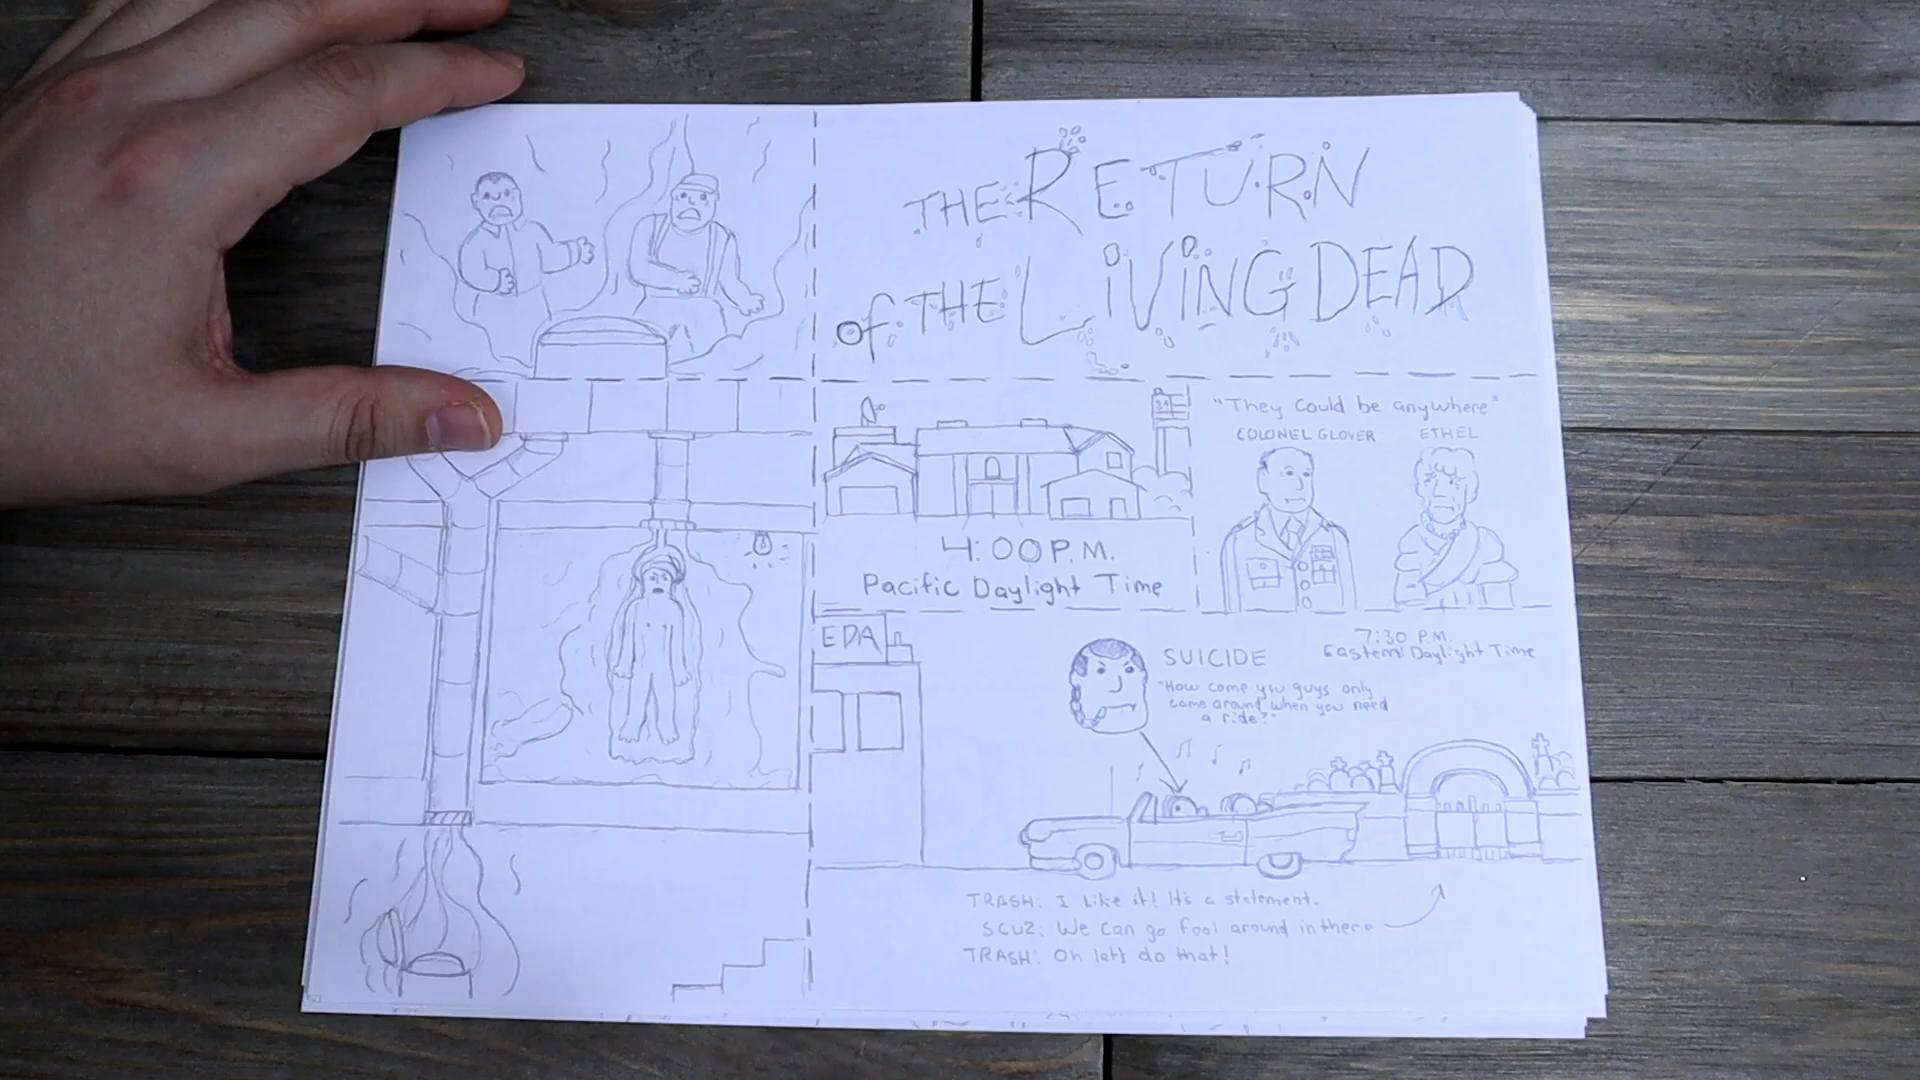 THE RETURN
of THE LIVING DEAD
"They Could be anywhere"
COLONEL GLOVER
ETHEL
4:00 P.M.
Pacific Daylight Time
EDA
SUICIDE
"How come you guys only
came around when you need
a ride?"
7:30 P.M.
Eastern Daylight Time
TRASH: I Like it! It's a statement.
SCUZ: We can go fool around in there
TRASH: Oh let's do that!